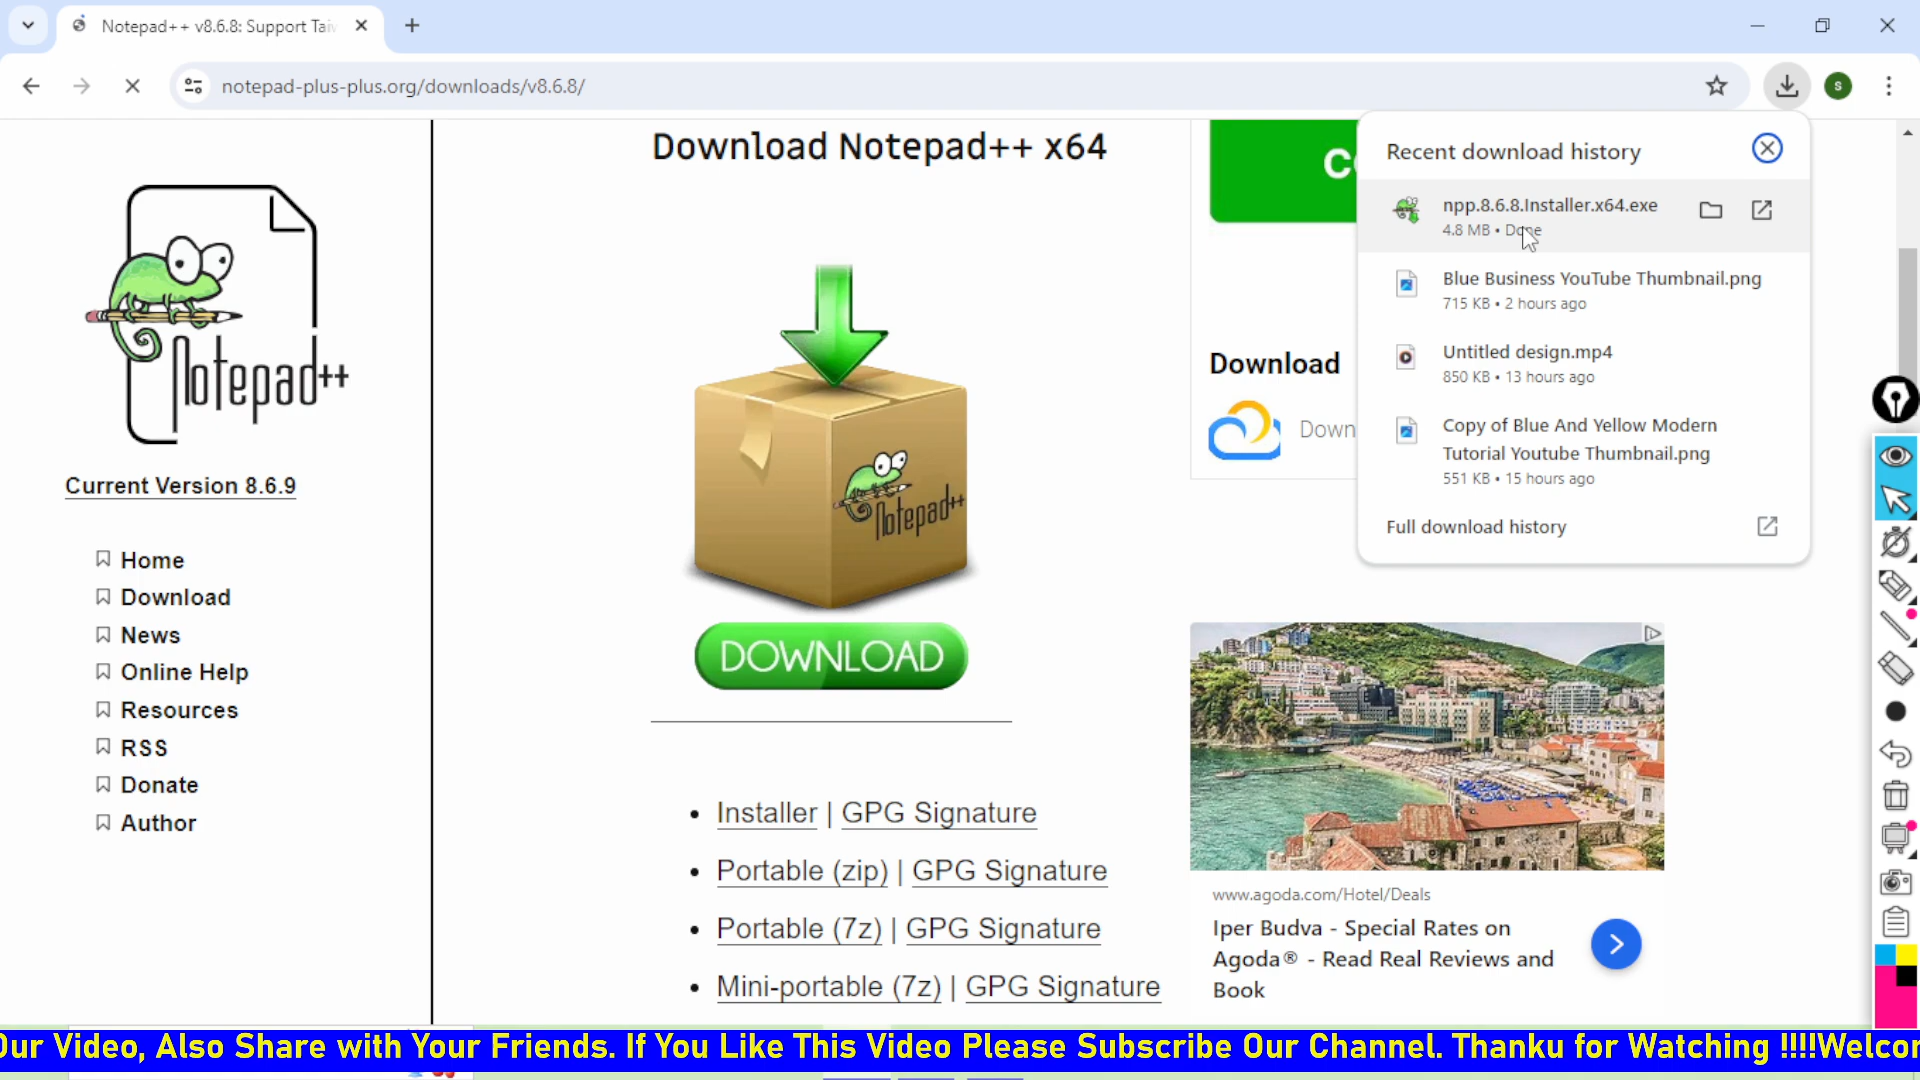 Notepad++ v8.6.8: Support Taiw
notepad-plus-plus.org/downloads/v8.6.8/
s
Download Notepad++ x64
Recent download history
npp.8.6.8.Installer.x64.exe
4.8 MB • Done
Blue Business YouTube Thumbnail.png
715 KB • 2 hours ago
Untitled design.mp4
850 KB • 13 hours ago
Copy of Blue And Yellow Modern
Tutorial Youtube Thumbnail.png
551 KB • 15 hours ago
Full download history
Notepad++
Current Version 8.6.9
Home
Download
News
Online Help
Resources
RSS
Donate
Author
Notepad++
DOWNLOAD
Installer | GPG Signature
Portable (zip) | GPG Signature
Portable (7z) | GPG Signature
Mini-portable (7z) | GPG Signature
Download
Down
www.agoda.com/Hotel/Deals
Iper Budva - Special Rates on
Agoda® - Read Real Reviews and
Book
Our Video, Also Share with Your Friends. If You Like This Video Please Subscribe Our Channel. Thanku for Watching !!!!Welcom